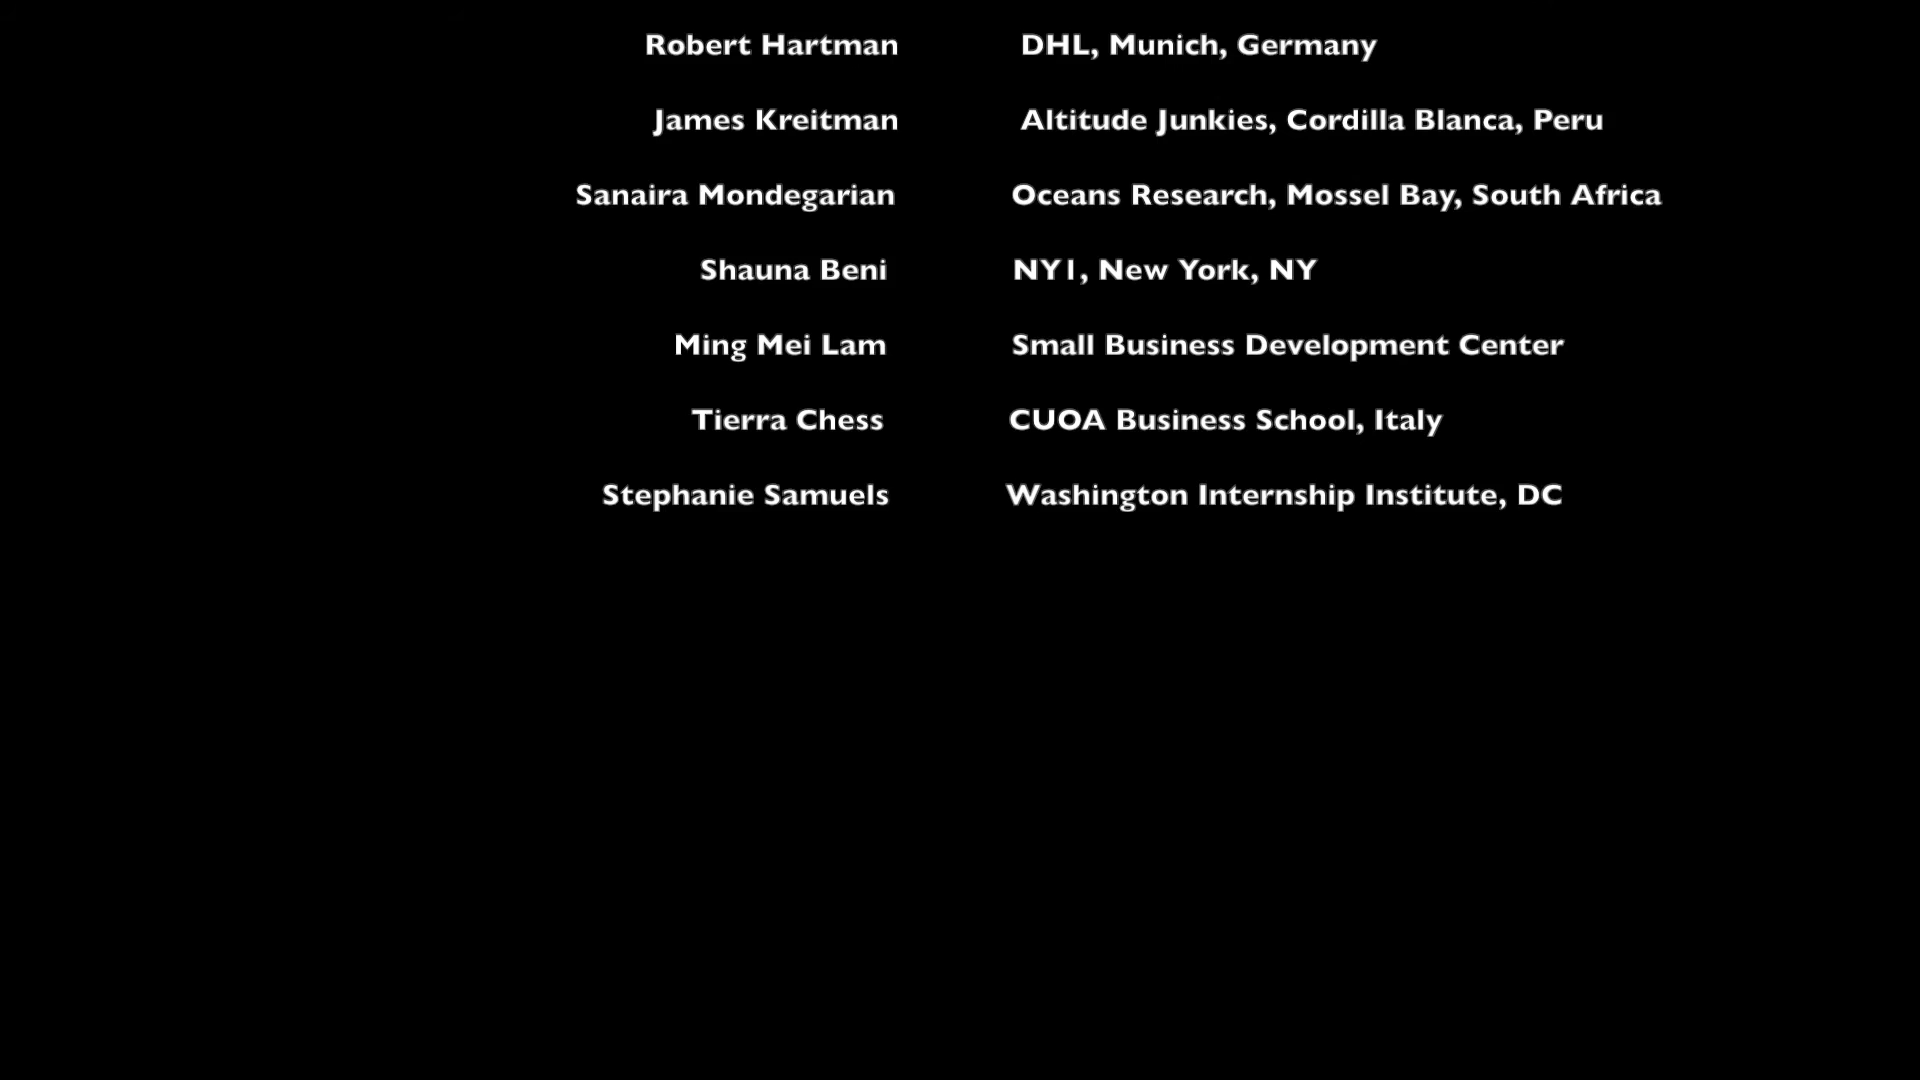 Robert Hartman DHL, Munich, Germany
James Kreitman Altitude Junkies, Cordilla Blanca, Peru
Sanaira Mondegarian Oceans Research, Mossel Bay, South Africa
Shauna Beni NY1, New York, NY
Ming Mei Lam Small Business Development Center
Tierra Chess CUOA Business School, Italy
Stephanie Samuels Washington Internship Institute, DC